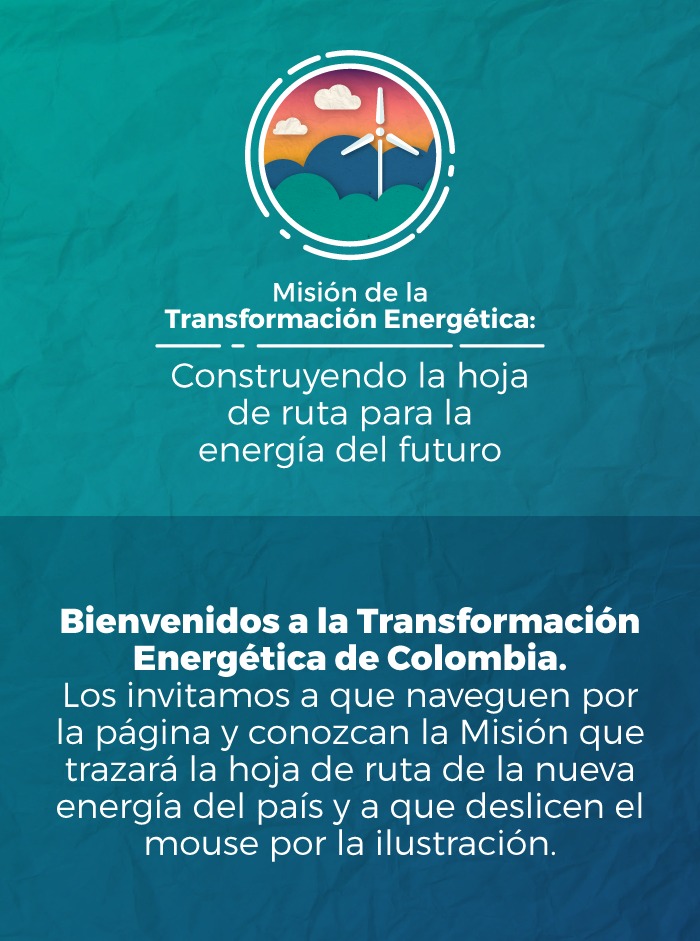 Misión de la
Transformación Energética:
Construyendo la hoja
de ruta para la
energía del futuro
Bienvenidos a la Transformación
Energética de Colombia.
Los invitamos a que naveguen por
la página y conozcan la Misión que
trazará la hoja de ruta de la nueva
energía del país y a que deslicen el
mouse por la ilustración.